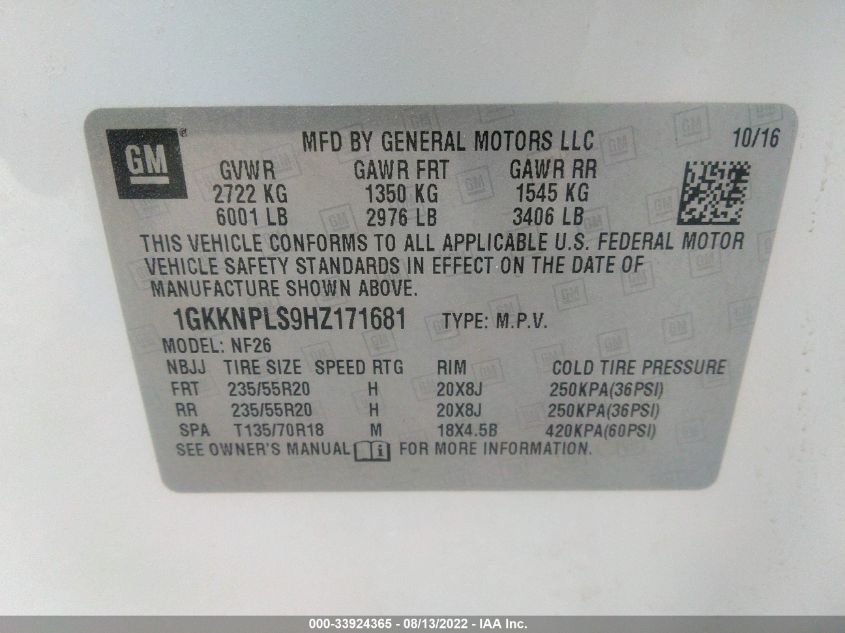 GM ® MFD BY GENERAL MOTORS LLC 10/16
GVWR GAWR FRT GAWR RR
2722 KG 1350 KG 1545 KG
6001 LB 2976 LB 3406 LB
THIS VEHICLE CONFORMS TO ALL APPLICABLE U.S. FEDERAL MOTOR
VEHICLE SAFETY STANDARDS IN EFFECT ON THE DATE OF
MANUFACTURE SHOWN ABOVE.
1GKKNPLS9HZ171681 TYPE: M.P.V.
MODEL: NF26
NBJJ TIRE SIZE SPEED RTG RIM COLD TIRE PRESSURE
FRT 235/55R20 H 20X8J 250KPA(36PSI)
RR 235/55R20 H 20X8J 250KPA(36PSI)
SPA T135/70R18 M 18X4.5B 420KPA(60PSI)
SEE OWNER'S MANUAL i FOR MORE INFORMATION.
000-33924365 - 08/13/2022 - IAA Inc.